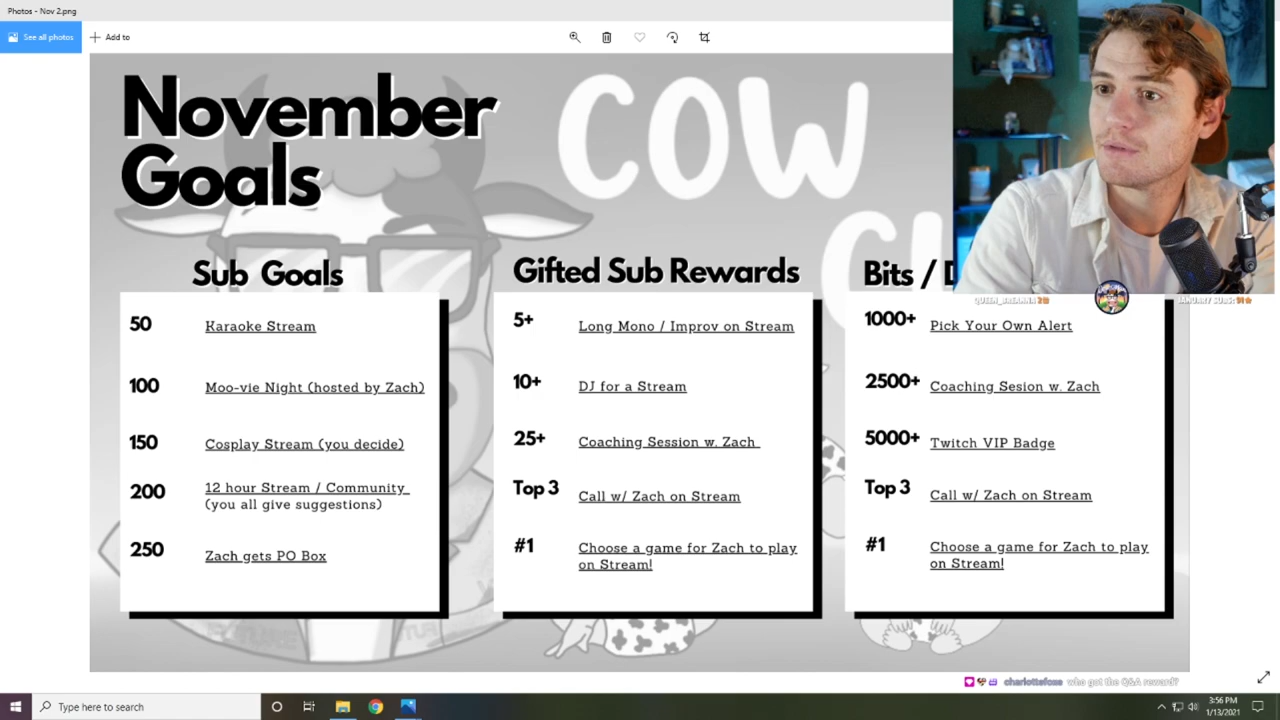 Photos - Nov 2.png
See all photos
Add to
November
Goals
COW
Sub Goals
50 Karaoke Stream
100 Moo-vie Night (hosted by Zach)
150 Cosplay Stream (you decide)
200 12 hour Stream / Community
(you all give suggestions)
250 Zach gets PO Box
Gifted Sub Rewards
5+ Long Mono / Improv on Stream
10+ DJ for a Stream
25+ Coaching Session w. Zach
Top 3 Call w/ Zach on Stream
#1 Choose a game for Zach to play
on Stream!
Bits /
1000+ Pick Your Own Alert
2500+ Coaching Sesion w. Zach
5000+ Twitch VIP Badge
Top 3 Call w/ Zach on Stream
#1 Choose a game for Zach to play
on Stream!
charlottefoxe who got the Q&A reward?
Type here to search
3:56 PM
1/13/2021